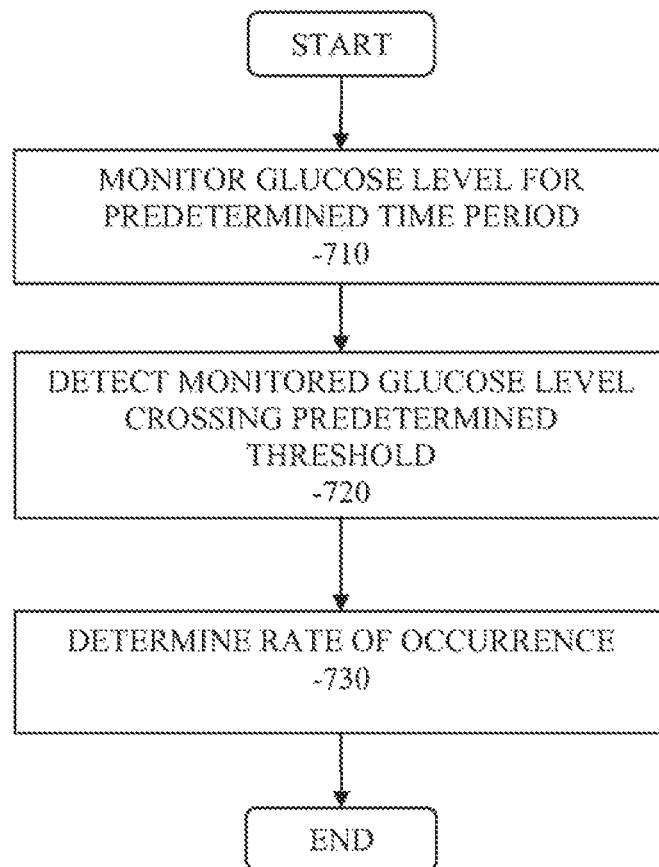 START
MONITOR GLUCOSE LEVEL FOR
PREDETERMINED TIME PERIOD
-710
DETECT MONITORED GLUCOSE LEVEL
CROSSING PREDETERMINED
THRESHOLD
-720
DETERMINE RATE OF OCCURRENCE
-730
END